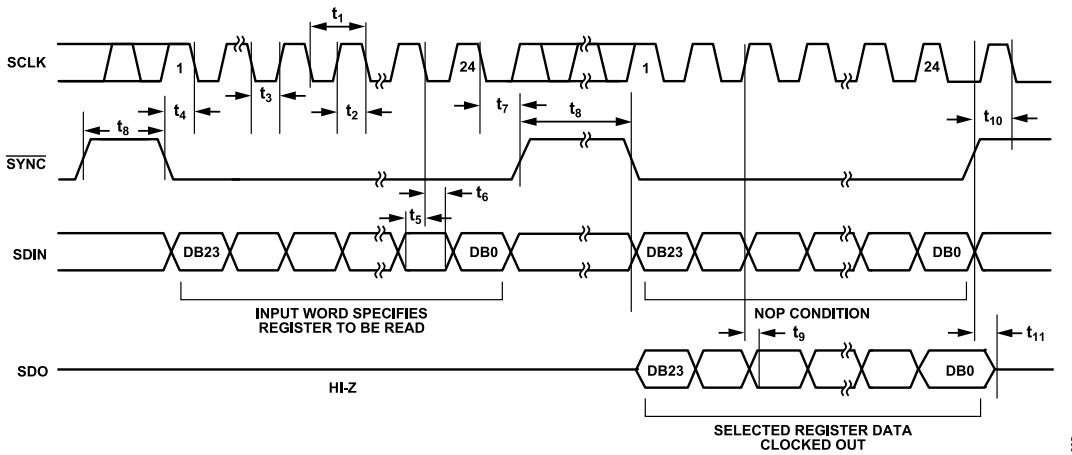 t1
SCLK
1
24
1
24
t3
t4
t2
t7
t8
t8
t10
SYNC
t6
t5
SDIN
DB23
DB0
DB23
DB0
INPUT WORD SPECIFIES
REGISTER TO BE READ
NOP CONDITION
t9
t11
SDO
HI-Z
DB23
DB0
SELECTED REGISTER DATA
CLOCKED OUT